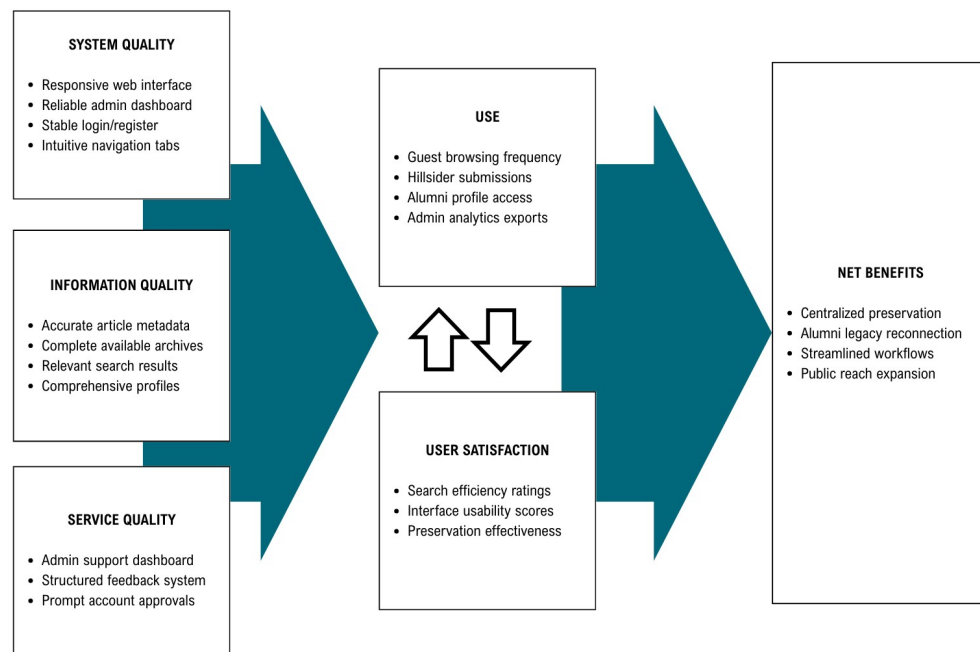 SYSTEM QUALITY
• Responsive web interface
• Reliable admin dashboard
• Stable login/register
• Intuitive navigation tabs
INFORMATION QUALITY
• Accurate article metadata
• Complete available archives
• Relevant search results
• Comprehensive profiles
SERVICE QUALITY
• Admin support dashboard
• Structured feedback system
• Prompt account approvals
USE
• Guest browsing frequency
• Hillsider submissions
• Alumni profile access
• Admin analytics exports
USER SATISFACTION
• Search efficiency ratings
• Interface usability scores
• Preservation effectiveness
NET BENEFITS
• Centralized preservation
• Alumni legacy reconnection
• Streamlined workflows
• Public reach expansion